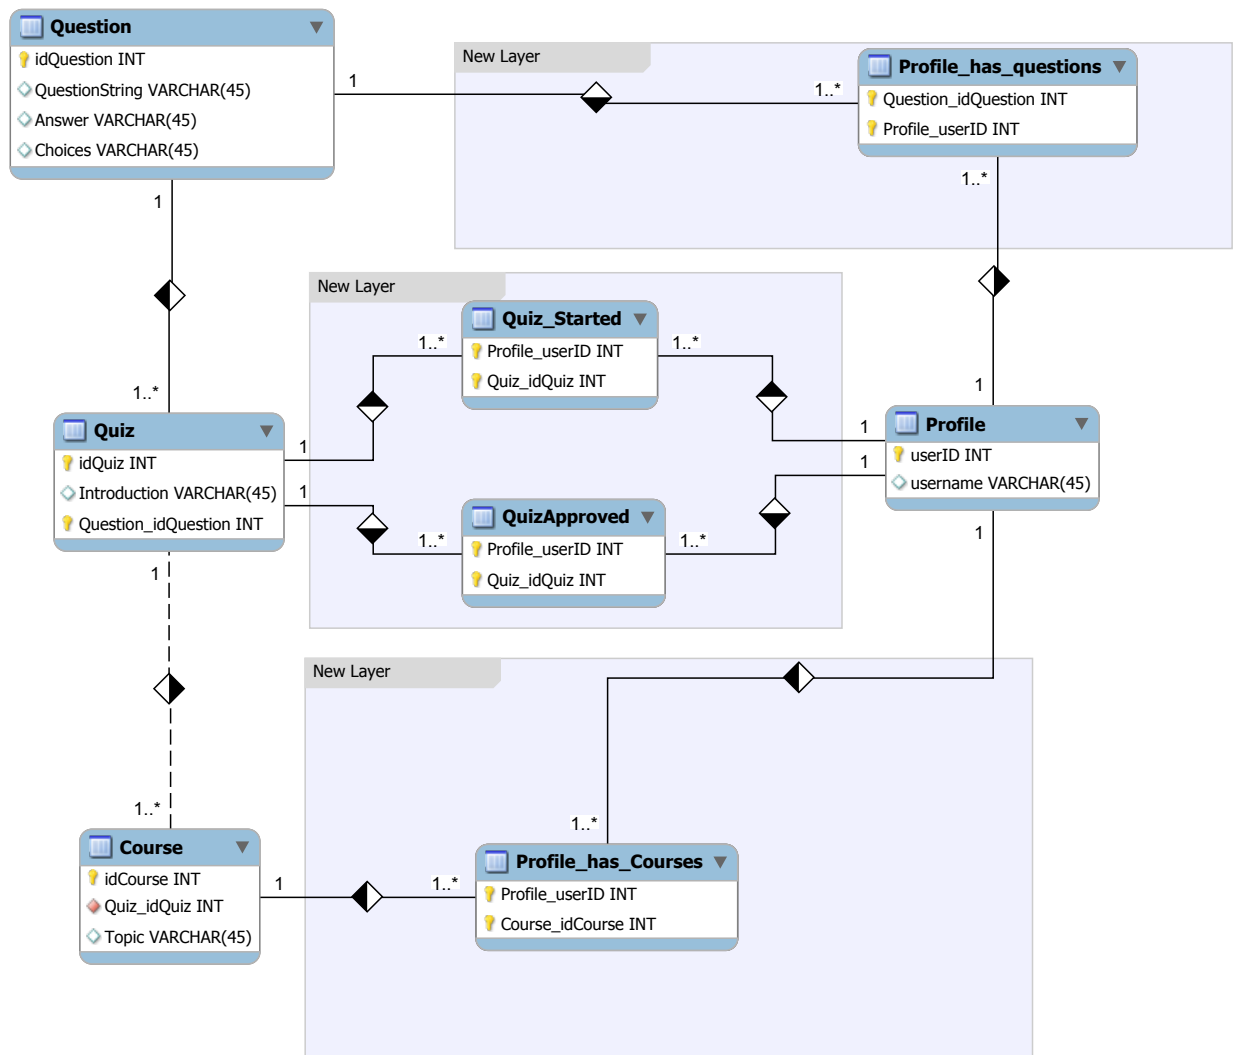 Question
idQuestion INT
QuestionString VARCHAR(45)
Answer VARCHAR(45)
Choices VARCHAR(45)
1
New Layer
1..*
Profile_has_questions
Question_idQuestion INT
Profile_userID INT
1..*
1
New Layer
1..*
Quiz_Started
Profile_userID INT
Quiz_idQuiz INT
1..*
1..*
1
Quiz
idQuiz INT
Introduction VARCHAR(45)
Question_idQuestion INT
1
1
1
1
Profile
userID INT
username VARCHAR(45)
1..*
QuizApproved
Profile_userID INT
Quiz_idQuiz INT
1..*
1
1
New Layer
1..*
1..*
Course
idCourse INT
Quiz_idQuiz INT
Topic VARCHAR(45)
1
1..*
Profile_has_Courses
Profile_userID INT
Course_idCourse INT